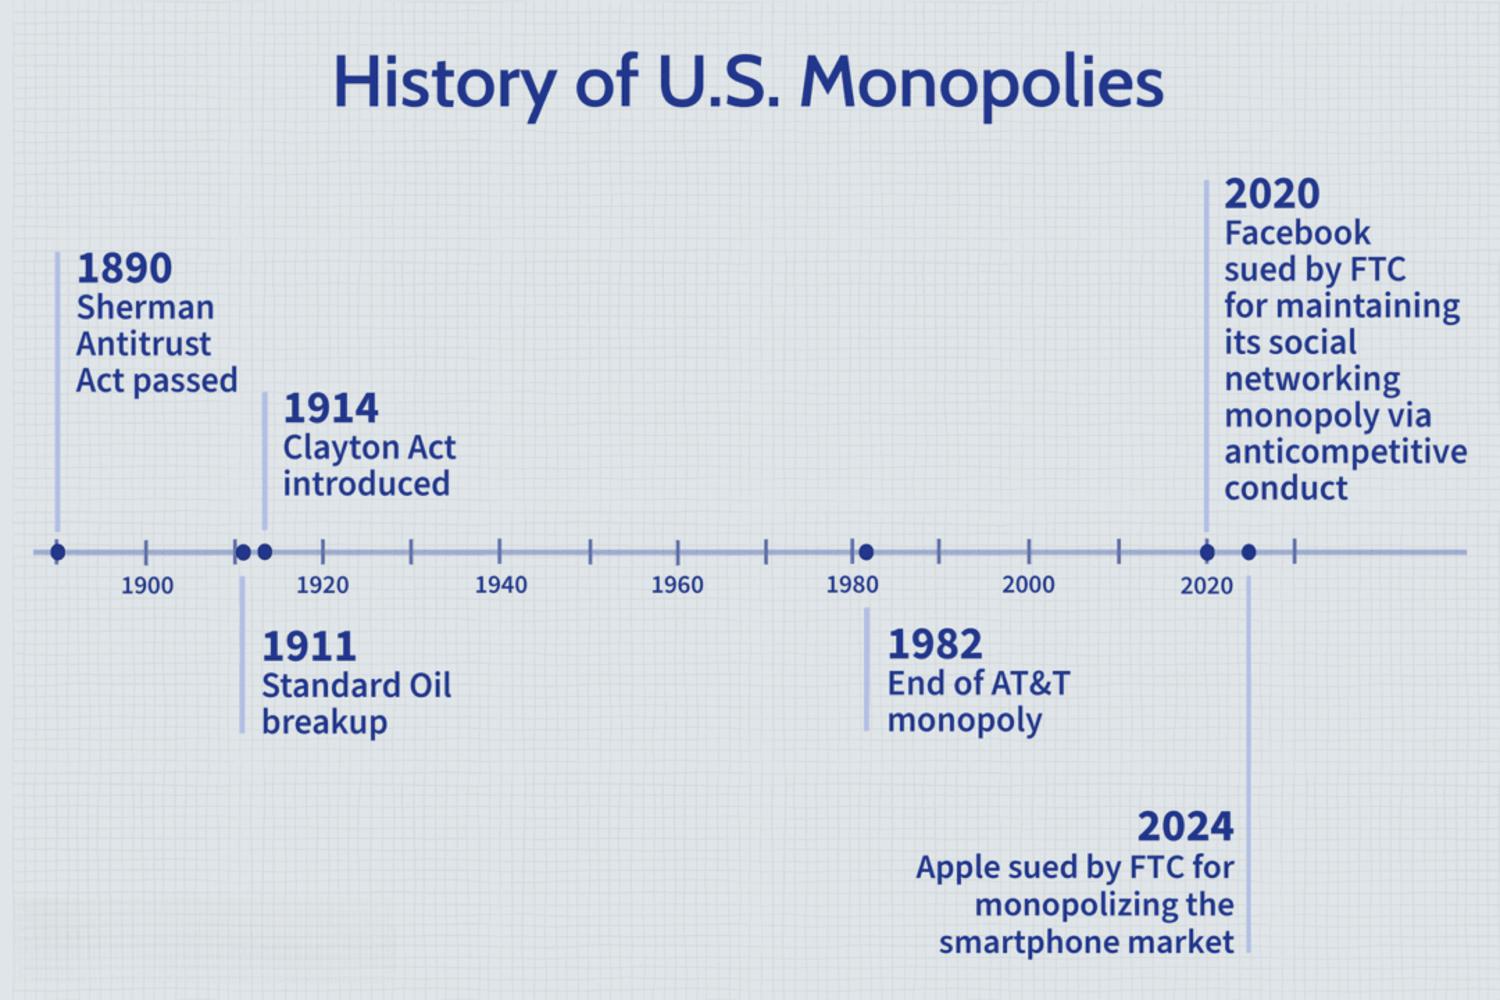 History of U.S. Monopolies
1890
Sherman
Antitrust
Act passed
1914
Clayton Act
introduced
2020
Facebook
sued by FTC
for maintaining
its social
networking
monopoly via
anticompetitive
conduct
1900
1920
1940
1960
1980
2000
2020
1911
Standard Oil
breakup
1982
End of AT&T
monopoly
2024
Apple sued by FTC for
monopolizing the
smartphone market